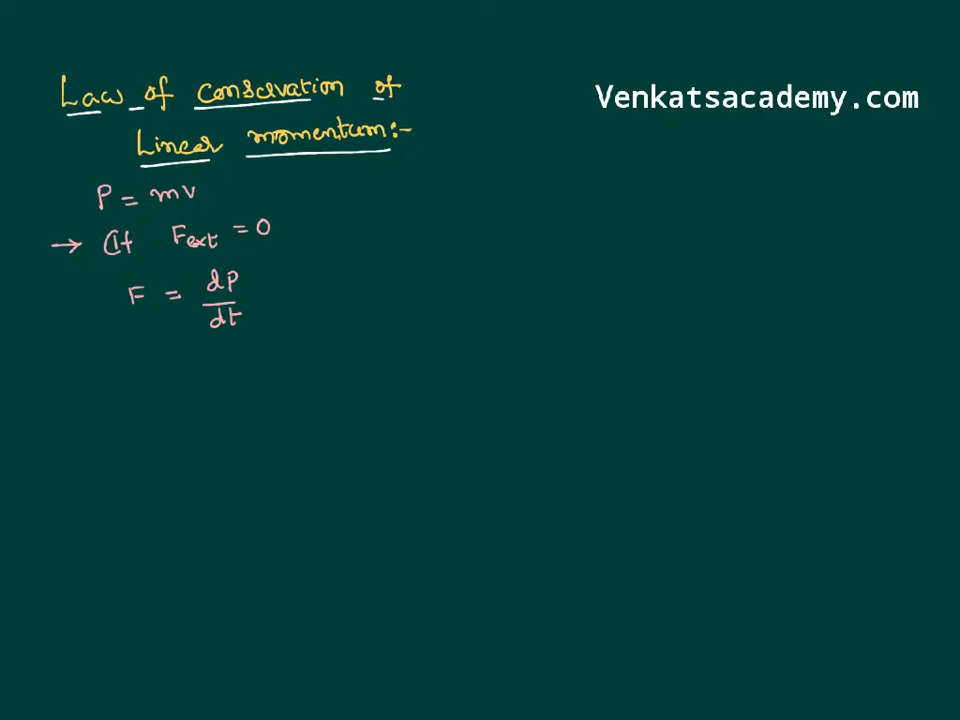 Law of conservation of
Linear momentum:-
Venkatsacademy.com
P = mv
→ If Fext = 0
F = dP/dt